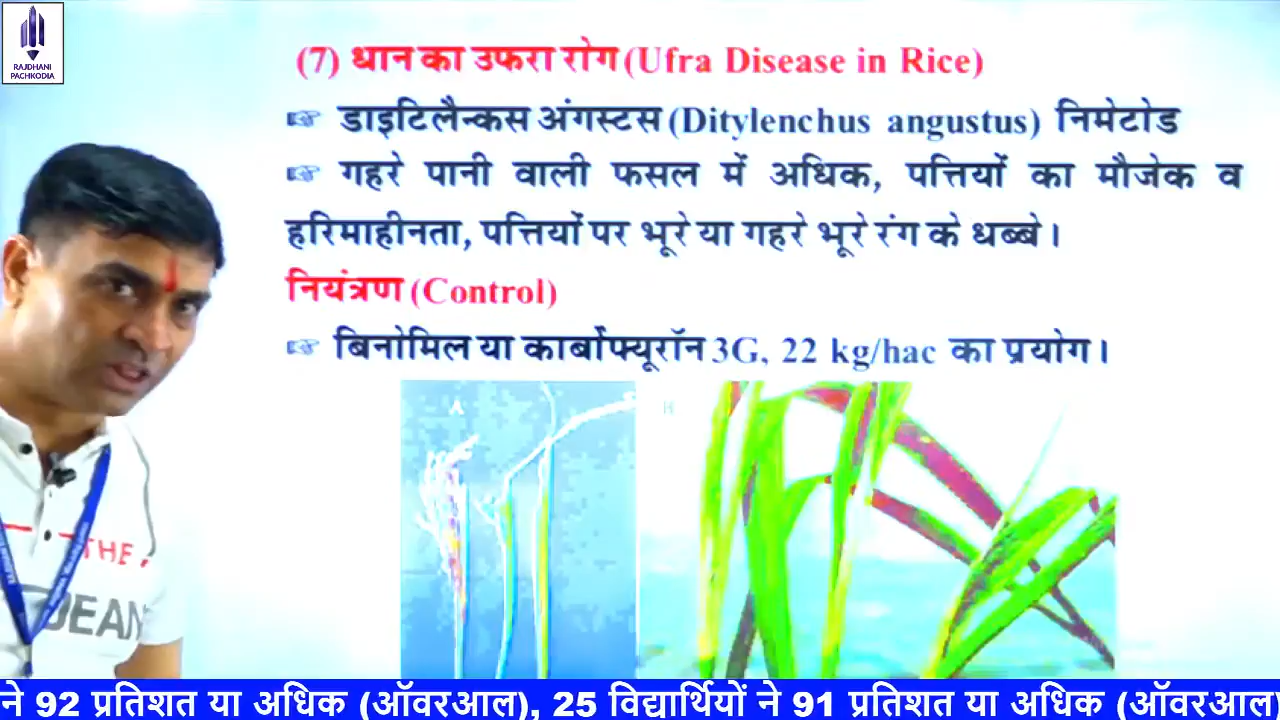 RAJDHANI
PACHKODIA
(7) धान का उफरा रोग (Ufra Disease in Rice)
☞ डाइटिलैन्कस अंगस्टस (Ditylenchus angustus) निमेटोड
☞ गहरे पानी वाली फसल में अधिक, पत्तियों का मौजेक व
हरिमाहीनता, पत्तियों पर भूरे या गहरे भूरे रंग के धब्बे।
नियंत्रण (Control)
☞ बिनोमिल या कार्बोफ्यूरॉन 3G, 22 kg/hac का प्रयोग।
A
THE
ने 92 प्रतिशत या अधिक (ऑवरआल), 25 विद्यार्थियों ने 91 प्रतिशत या अधिक (ऑवरआल)